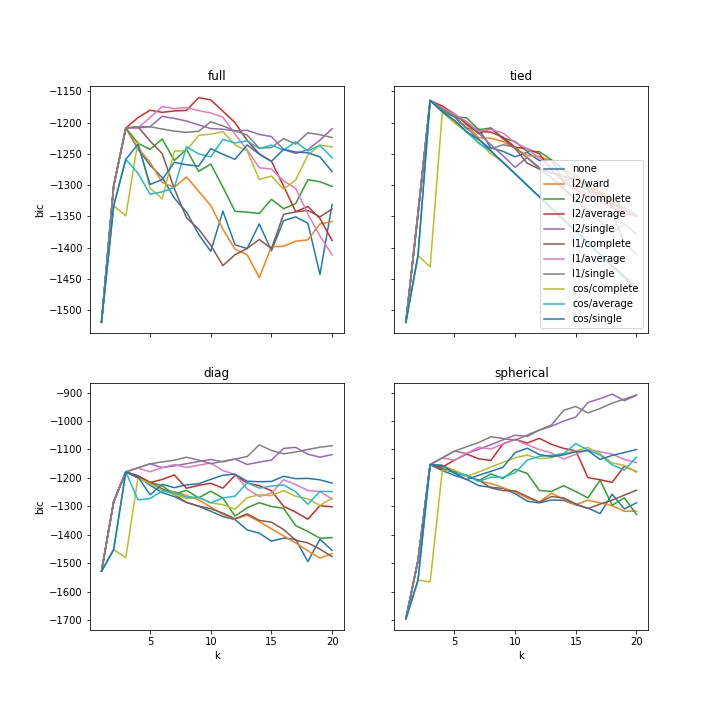 full
tied
−1150
−1200
−1250
−1300
−1350
−1400
−1450
−1500
bic
none
l2/ward
l2/complete
l2/average
l2/single
l1/complete
l1/average
l1/single
cos/complete
cos/average
cos/single
diag
spherical
−900
−1000
−1100
−1200
−1300
−1400
−1500
−1600
−1700
bic
5 10 15 20
5 10 15 20
k
k